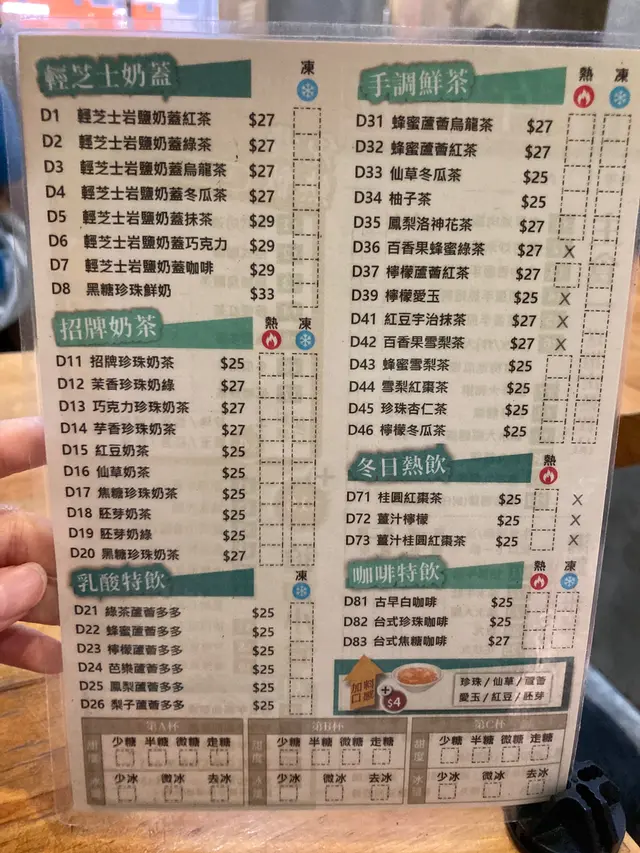 輕芝士奶蓋
凍
D1 輕芝士岩鹽奶蓋紅茶 $27
D2 輕芝士岩鹽奶蓋綠茶 $27
D3 輕芝士岩鹽奶蓋烏龍茶 $27
D4 輕芝士岩鹽奶蓋冬瓜茶 $27
D5 輕芝士岩鹽奶蓋抹茶 $29
D6 輕芝士岩鹽奶蓋巧克力 $29
D7 輕芝士岩鹽奶蓋咖啡 $29
D8 黑糖珍珠鮮奶 $33
招牌奶茶
熱 凍
D11 招牌珍珠奶茶 $25
D12 茉香珍珠奶綠 $27
D13 巧克力珍珠奶茶 $27
D14 芋香珍珠奶茶 $27
D15 紅豆奶茶 $25
D16 仙草奶茶 $25
D17 焦糖珍珠奶茶 $25
D18 胚芽奶茶 $25
D19 胚芽奶綠 $25
D20 黑糖珍珠奶茶 $27
乳酸特飲
凍
D21 綠茶蘆薈多多 $25
D22 蜂蜜蘆薈多多 $25
D23 檸檬蘆薈多多 $25
D24 芭樂蘆薈多多 $25
D25 鳳梨蘆薈多多 $25
D26 梨子蘆薈多多 $25
手調鮮茶
熱 凍
D31 蜂蜜蘆薈烏龍茶 $27
D32 蜂蜜蘆薈紅茶 $27
D33 仙草冬瓜茶 $25
D34 柚子茶 $25
D35 鳳梨洛神花茶 $27
D36 百香果蜂蜜綠茶 $27 X
D37 檸檬蘆薈紅茶 $27
D39 檸檬愛玉 $25 X
D41 紅豆宇治抹茶 $27 X
D42 百香果雪梨茶 $27 X
D43 蜂蜜雪梨茶 $25
D44 雪梨紅棗茶 $25
D45 珍珠杏仁茶 $25
D46 檸檬冬瓜茶 $25
冬日熱飲
熱
D71 桂圓紅棗茶 $25 X
D72 薑汁檸檬 $25 X
D73 薑汁桂圓紅棗茶 $25 X
咖啡特飲
熱 凍
D81 古早白咖啡 $25
D82 台式珍珠咖啡 $25
D83 台式焦糖咖啡 $27
加料
口感
+
$4
珍珠/仙草/蘆薈
愛玉/紅豆/胚芽
第A杯 第B杯 第C杯
甜度 少糖 半糖 微糖 走糖 甜度 少糖 半糖 微糖 走糖 甜度 少糖 半糖 微糖 走糖
冰塊 少冰 微冰 去冰 冰塊 少冰 微冰 去冰 冰塊 少冰 微冰 去冰